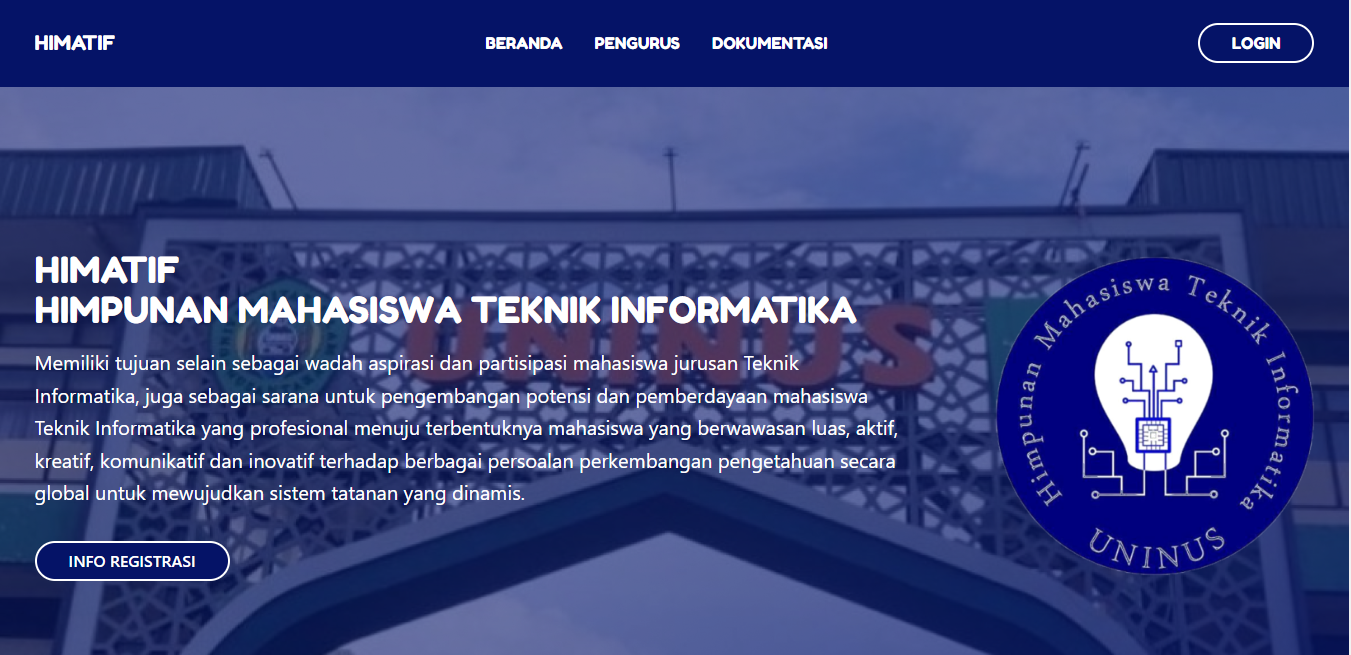 HIMATIF
BERANDA PENGURUS DOKUMENTASI
LOGIN
HIMATIF
HIMPUNAN MAHASISWA TEKNIK INFORMATIKA
Memiliki tujuan selain sebagai wadah aspirasi dan partisipasi mahasiswa jurusan Teknik
Informatika, juga sebagai sarana untuk pengembangan potensi dan pemberdayaan mahasiswa
Teknik Informatika yang profesional menuju terbentuknya mahasiswa yang berwawasan luas, aktif,
kreatif, komunikatif dan inovatif terhadap berbagai persoalan perkembangan pengetahuan secara
global untuk mewujudkan sistem tatanan yang dinamis.
INFO REGISTRASI
UNINUS
Himpunan Mahasiswa Teknik Informatika
UNINUS